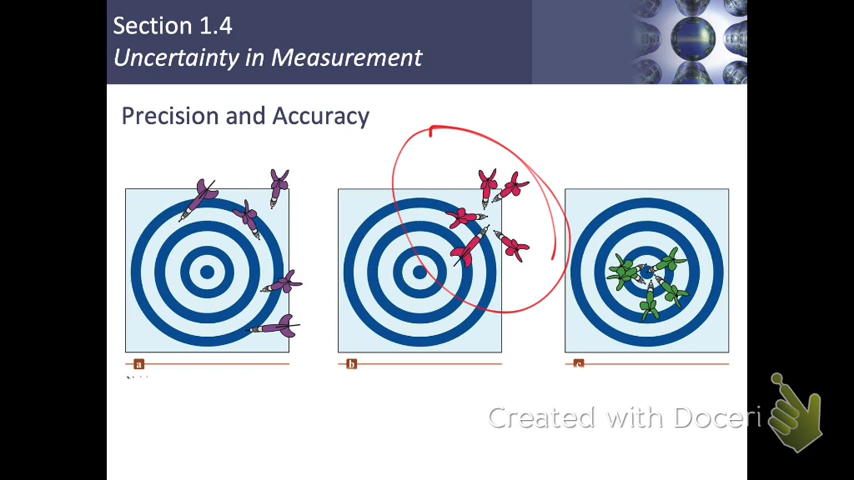 Section 1.4
Uncertainty in Measurement
Precision and Accuracy
a
b
c
Created with Doceri